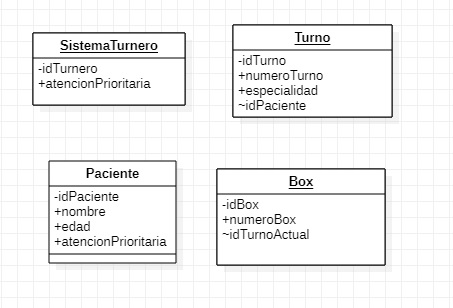 SistemaTurnero
-idTurnero
+atencionPrioritaria
Turno
-idTurno
+numeroTurno
+especialidad
~idPaciente
Paciente
-idPaciente
+nombre
+edad
+atencionPrioritaria
Box
-idBox
+numeroBox
~idTurnoActual